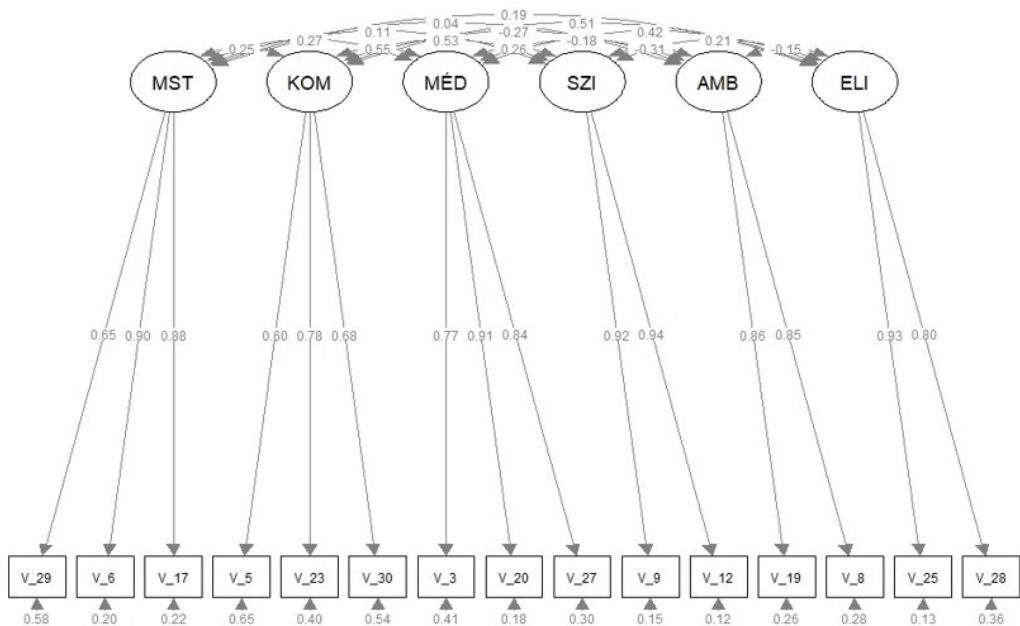 0.19
0.04 0.51
0.11 -0.27 0.42
0.25 0.27 0.55 0.53 0.26 -0.18 -0.31 0.21 -0.15
MST KOM MÉD SZI AMB ELI
0.65 0.90 0.88 0.60 0.78 0.68 0.77 0.91 0.84 0.92 0.94 0.86 0.85 0.93 0.80
V_29 V_6 V_17 V_5 V_23 V_30 V_3 V_20 V_27 V_9 V_12 V_19 V_8 V_25 V_28
0.58 0.20 0.22 0.65 0.40 0.54 0.41 0.18 0.30 0.15 0.12 0.26 0.28 0.13 0.36